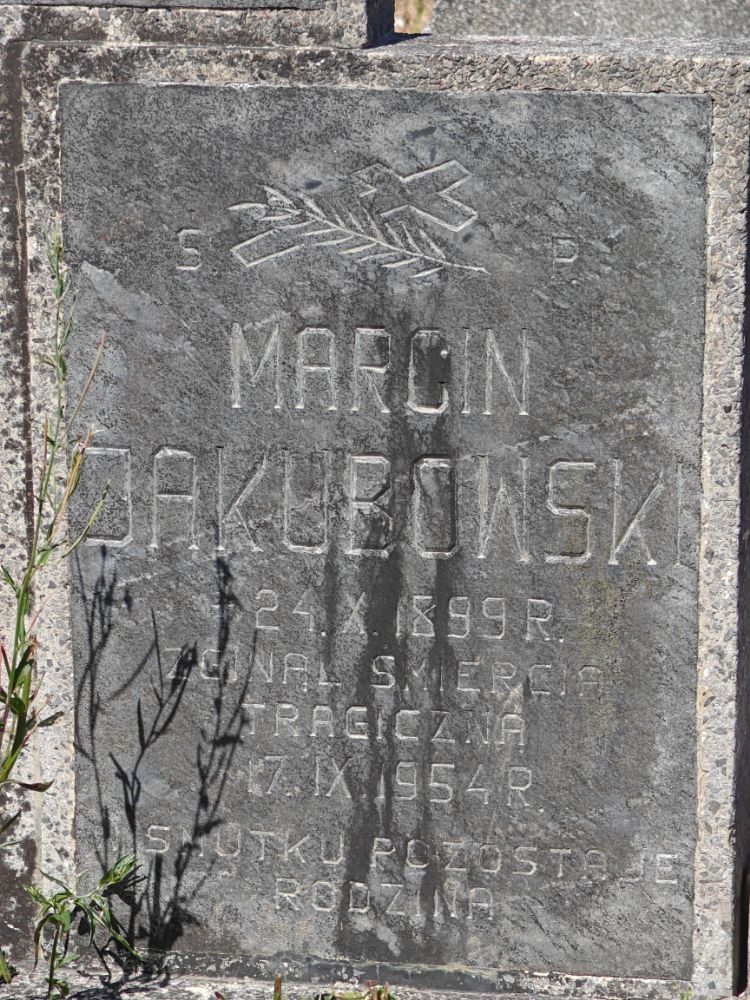 S P
MARCIN
JAKUBOWSKI
* 24. X. 1899 R.
ZGINĄŁ ŚMIERCIĄ
TRAGICZNĄ
17. IX. 1954 R.
SMUTKU POZOSTAJE
RODZINA